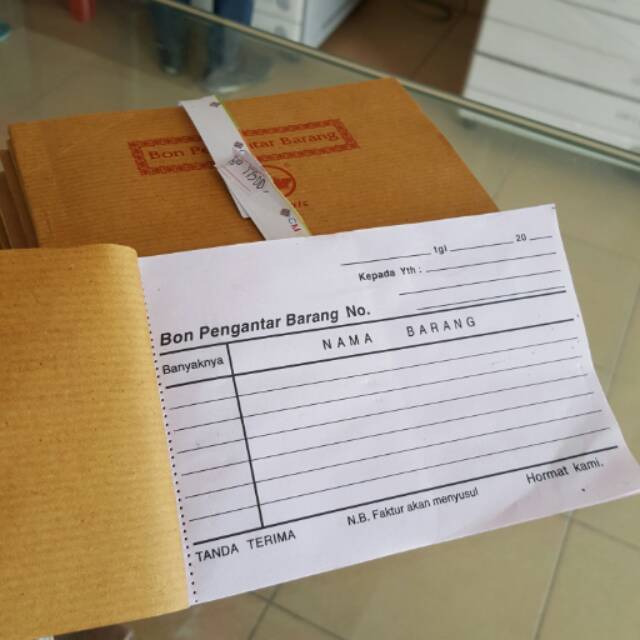 Bon Pengantar Barang
CM
tgl 20
Kepada Yth :
Bon Pengantar Barang No.
Banyaknya NAMA BARANG
TANDA TERIMA N.B. Faktur akan menyusul Hormat kami,